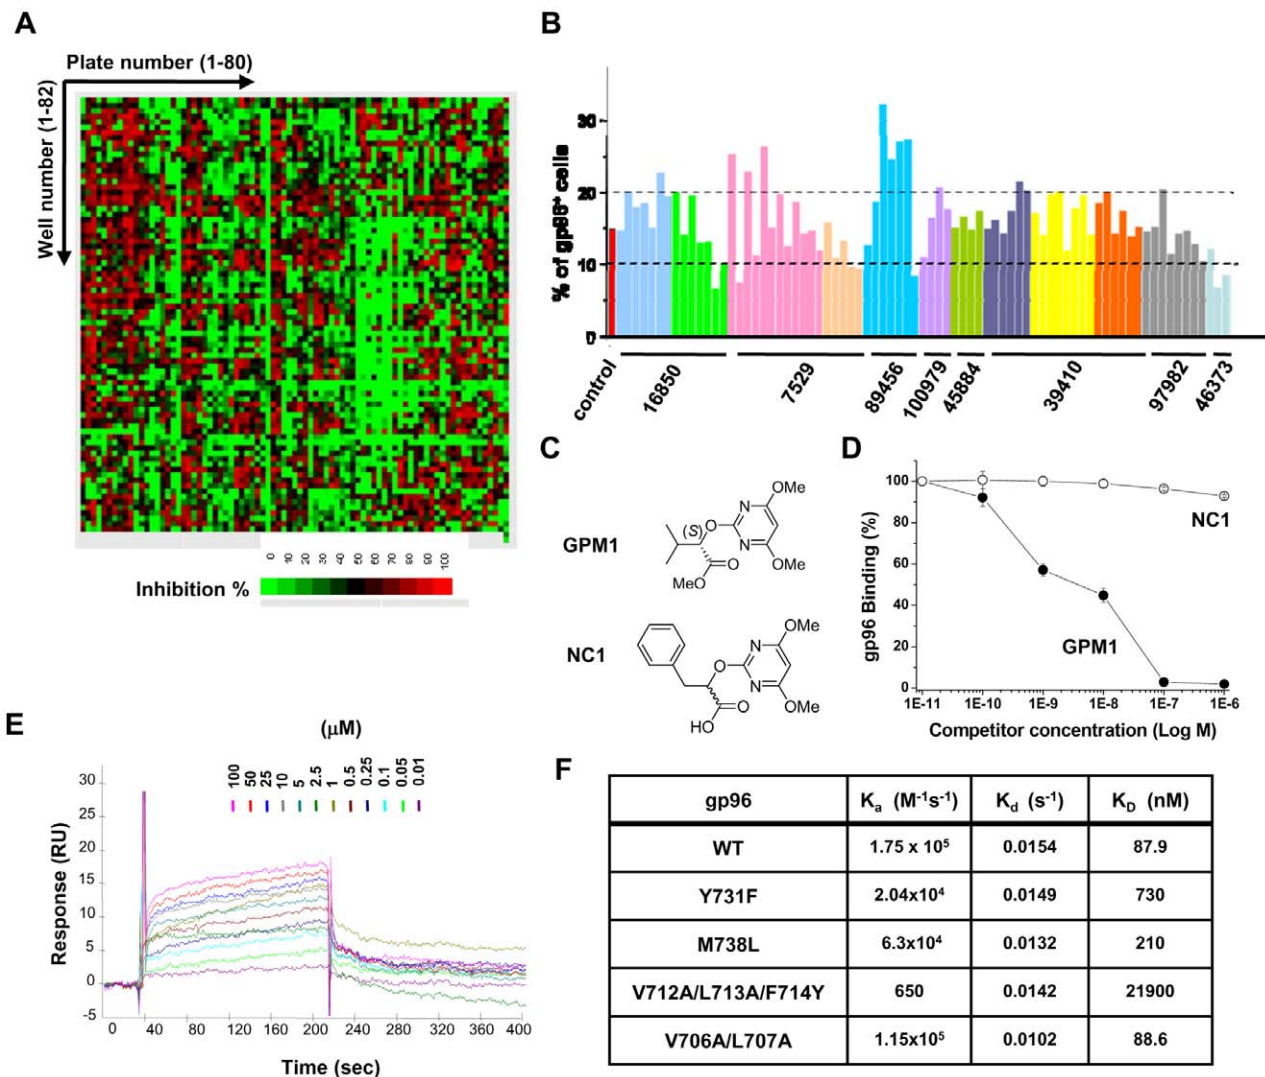 A
Plate number (1-80)
Well number (1-82)
0 10 20 30 40 50 60 70 80 90 100
Inhibition %
B
% of gp96⁺ cells
30
20
10
0
control 16850 7529 89456 100979 45884 39410 97982 46373
C
GPM1
(S)
O
N
N
OMe
OMe
O
MeO
NC1
O
N
N
OMe
OMe
O
HO
D
gp96 Binding (%)
100
80
60
40
20
0
NC1
GPM1
1E-11 1E-10 1E-9 1E-8 1E-7 1E-6
Competitor concentration (Log M)
E
(μM)
100 50 25 10 5 2.5 1 0.5 0.25 0.1 0.05 0.01
Response (RU)
30
25
20
15
10
5
0
-5
0 40 80 120 160 200 240 280 320 360 400
Time (sec)
F
gp96 Kₐ (M⁻¹s⁻¹) K_d (s⁻¹) K_D (nM)
WT 1.75 x 10⁵ 0.0154 87.9
Y731F 2.04x10⁴ 0.0149 730
M738L 6.3x10⁴ 0.0132 210
V712A/L713A/F714Y 650 0.0142 21900
V706A/L707A 1.15x10⁵ 0.0102 88.6